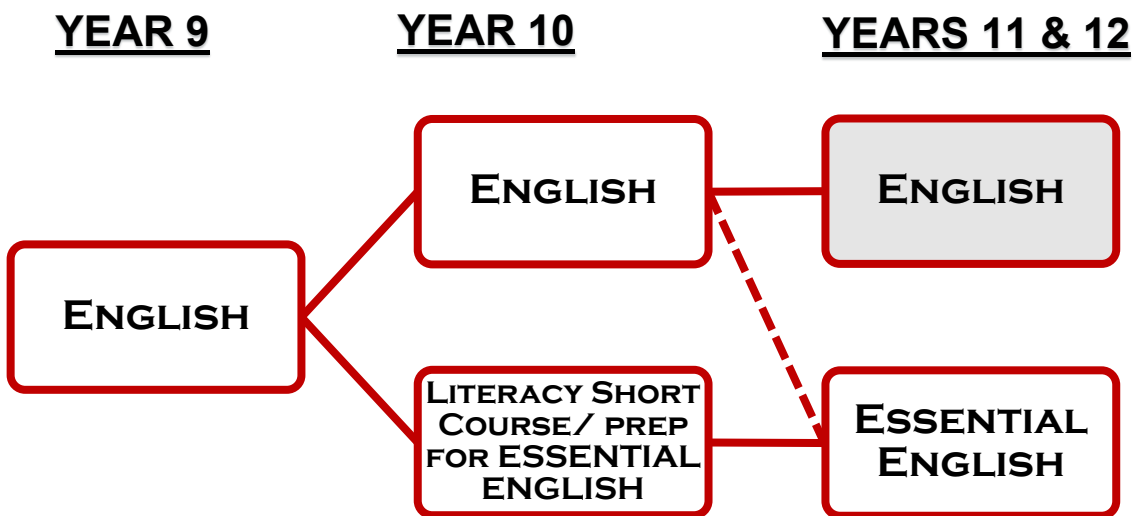 YEAR 9
YEAR 10
YEARS 11 & 12
ENGLISH
ENGLISH
ENGLISH
LITERACY SHORT
COURSE/ PREP
FOR ESSENTIAL
ENGLISH
ESSENTIAL
ENGLISH